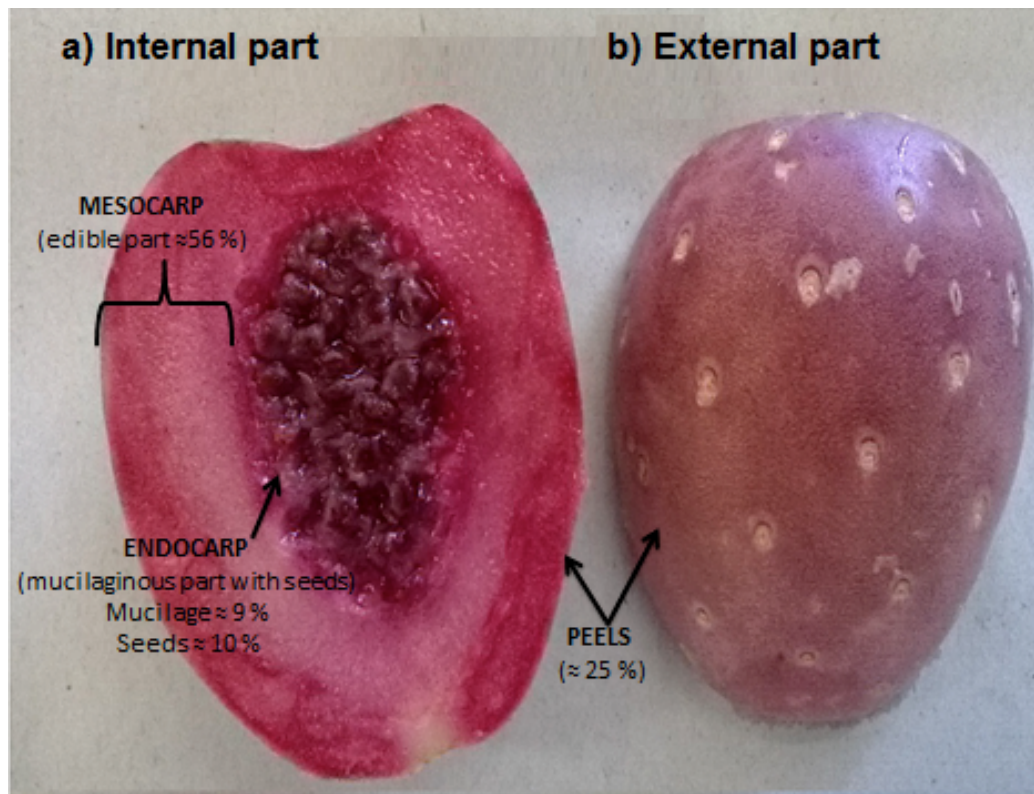 a) Internal part
b) External part
MESOCARP
(edible part ≈56 %)
ENDOCARP
(mucilaginous part with seeds)
Mucilage ≈ 9 %
Seeds ≈ 10 %
PEELS
(≈ 25 %)